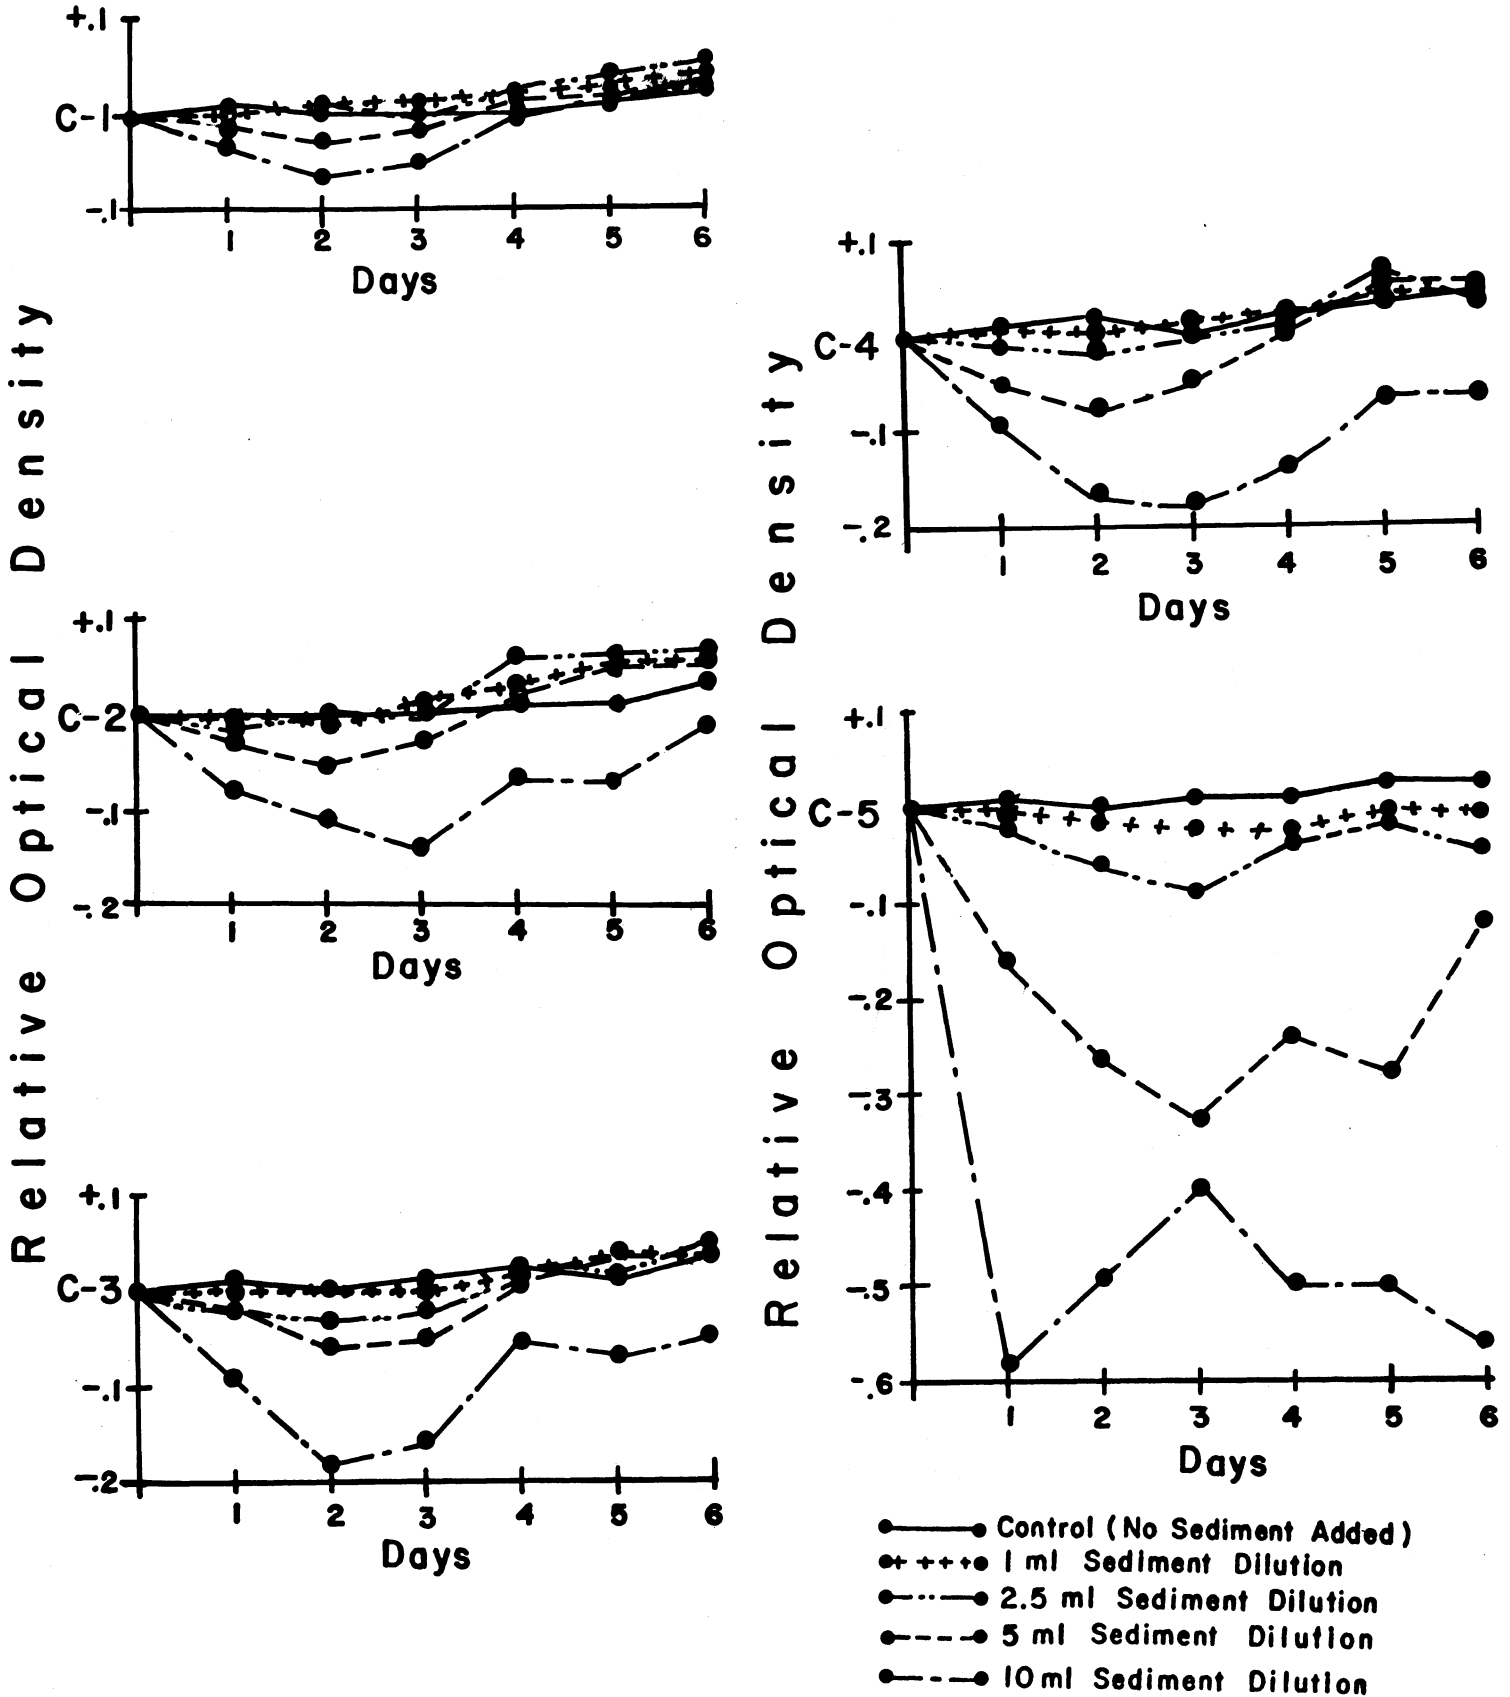 Relative Optical Density
+.1
C-1
-.1
1 2 3 4 5 6
Days
+.1
C-2
-.1
-.2
1 2 3 4 5 6
Days
+.1
C-3
-.1
-.2
1 2 3 4 5 6
Days
Relative Optical Density
+.1
C-4
-.1
-.2
1 2 3 4 5 6
Days
+.1
C-5
-.1
-.2
-.3
-.4
-.5
-.6
1 2 3 4 5 6
Days
Control (No Sediment Added)
1 ml Sediment Dilution
2.5 ml Sediment Dilution
5 ml Sediment Dilution
10 ml Sediment Dilution